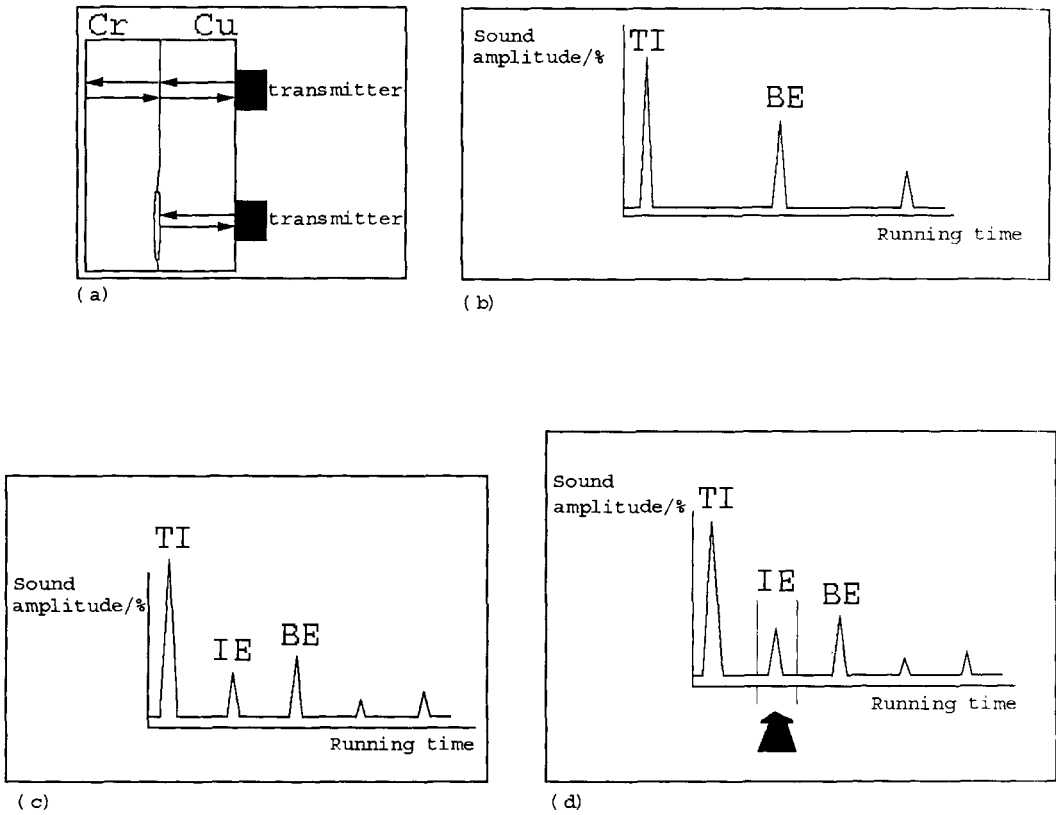 Cr Cu
transmitter
transmitter
(a)
Sound
amplitude/%
TI
BE
Running time
(b)
Sound
amplitude/%
TI
IE
BE
Running time
(c)
Sound
amplitude/%
TI
IE
BE
Running time
(d)